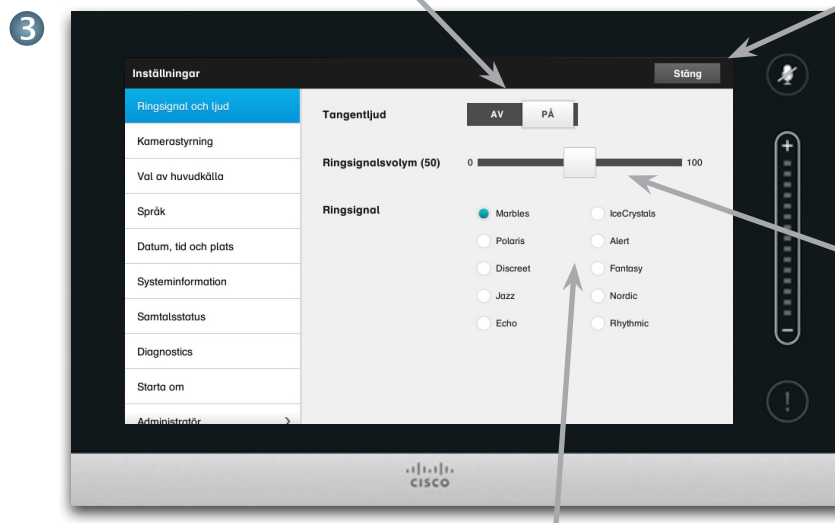 3
Inställningar
Stäng
Ringsignal och ljud
Kamerastyrning
Val av huvudkälla
Språk
Datum, tid och plats
Systeminformation
Samtalsstatus
Diagnostics
Starta om
Administratör >
Tangentljud
AV PÅ
Ringsignalsvolym (50)
0 100
Ringsignal
Marbles IceCrystals
Polaris Alert
Discreet Fantasy
Jazz Nordic
Echo Rhythmic
+
−
!
CISCO